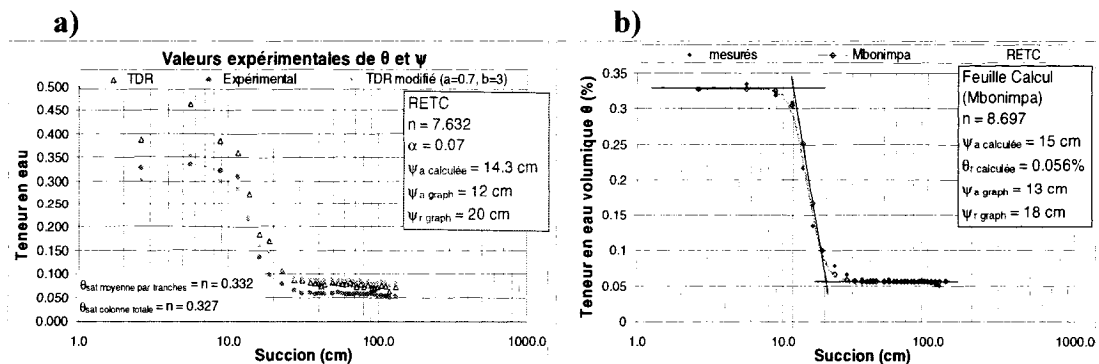 a)
Valeurs expérimentales de θ et ψ
TDR
Expérimental
TDR modifié (a=0.7, b=3)
Teneur en eau
0.500
0.450
0.400
0.350
0.300
0.250
0.200
0.150
0.100
0.050
0.000
RETC
n = 7.632
α = 0.07
ψa calculée = 14.3 cm
ψa graph = 12 cm
ψr graph = 20 cm
θsat moyenne par tranches = n = 0.332
θsat colonne totale = n = 0.327
1.0
10.0
100.0
1000.0
Succion (cm)
b)
mesurés
Mbonimpa
RETC
Teneur en eau volumique θ (%)
0.35
0.3
0.25
0.2
0.15
0.1
0.05
0
Feuille Calcul
(Mbonimpa)
n = 8.697
ψa calculée = 15 cm
θr calculée = 0.056%
ψa graph = 13 cm
ψr graph = 18 cm
1.0
10.0
100.0
1000.0
Succion (cm)